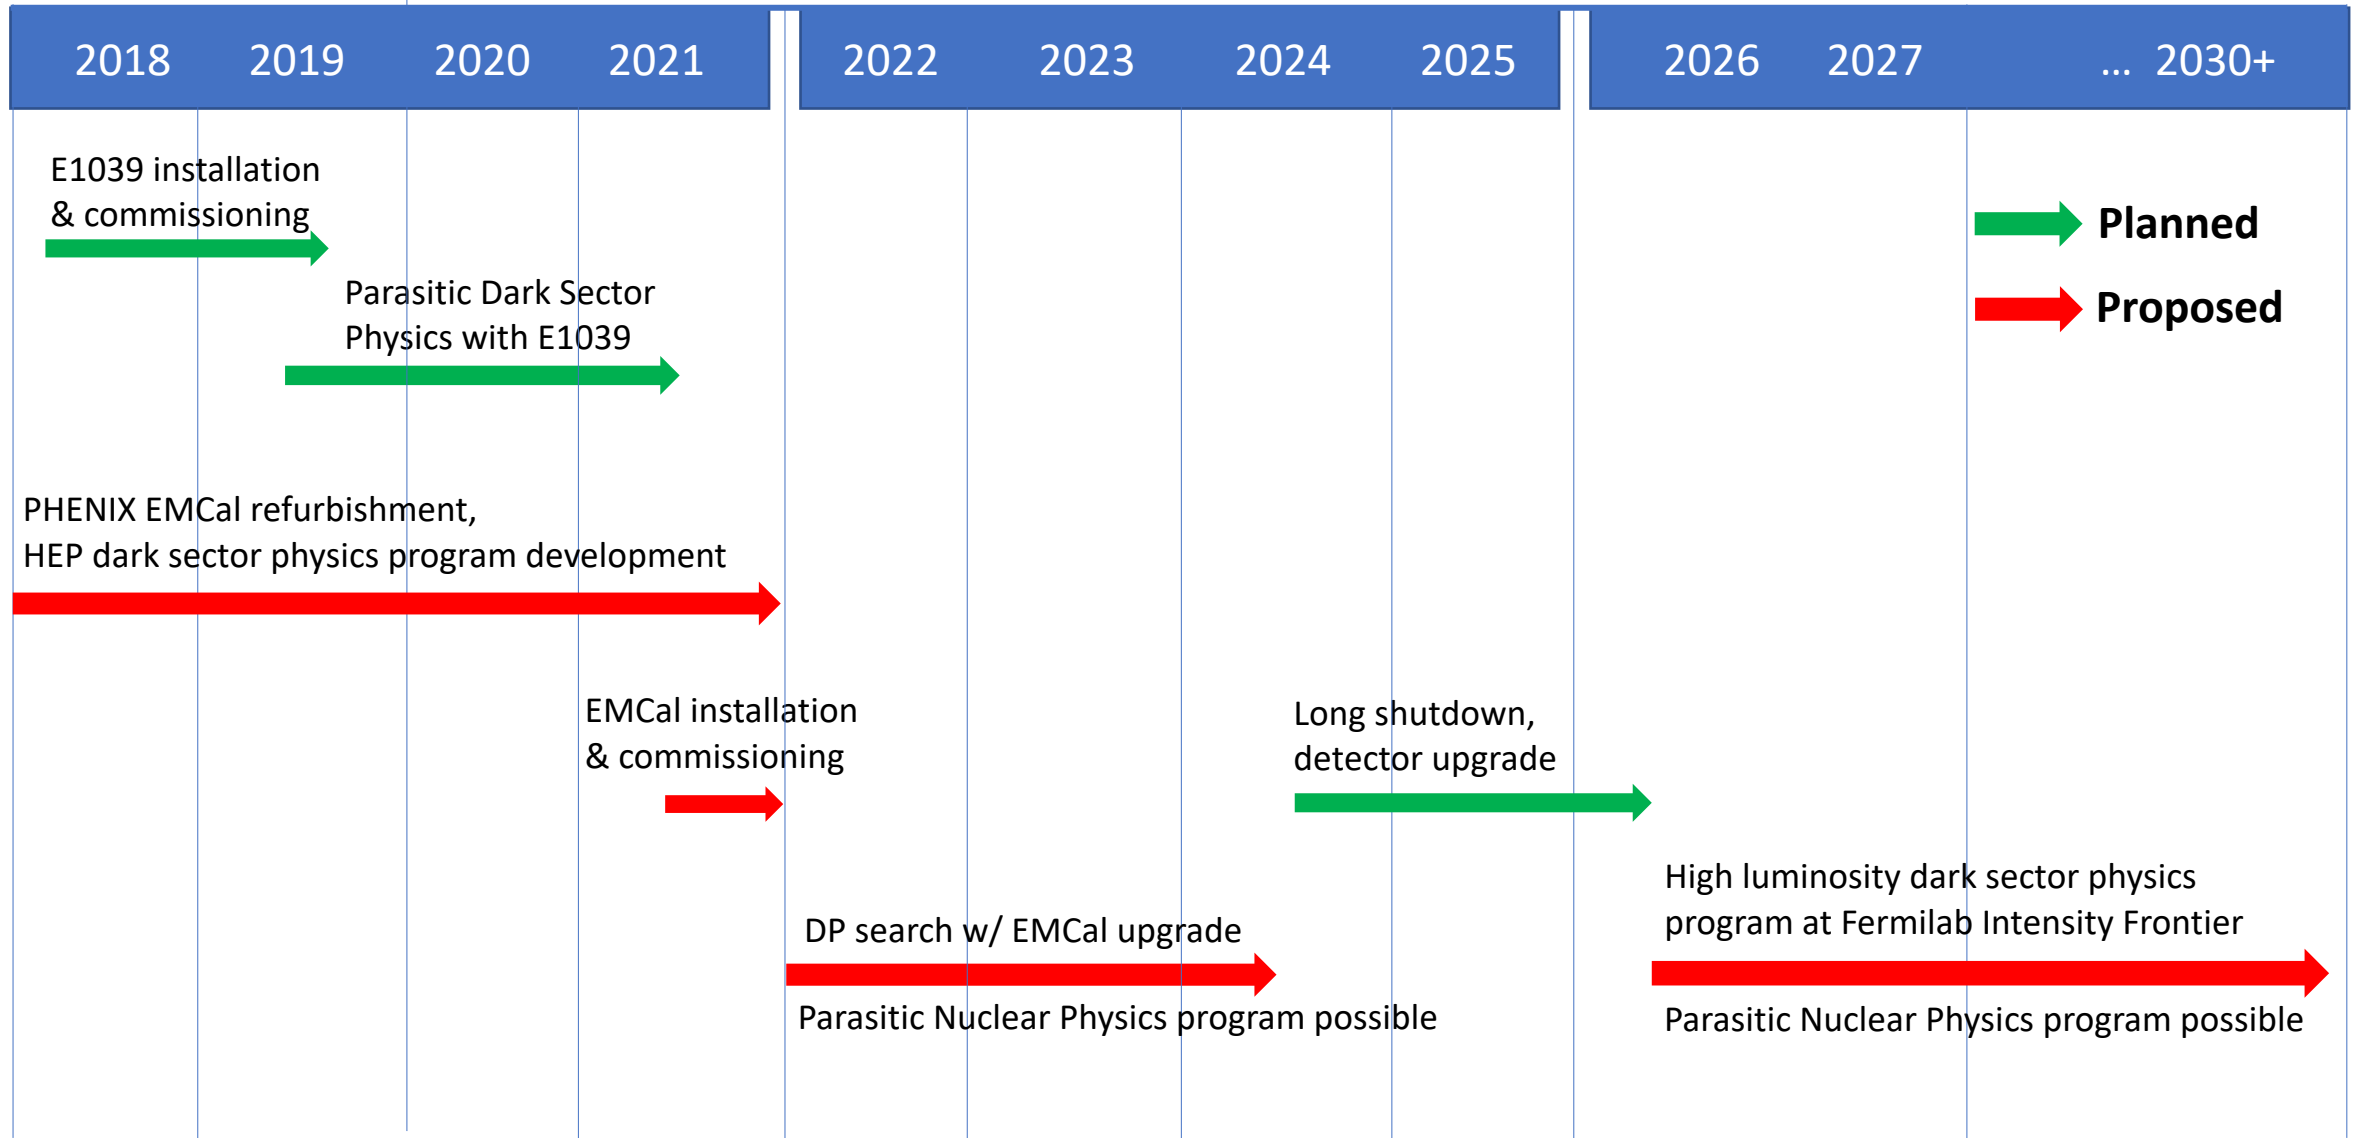 2018 2019 2020 2021 2022 2023 2024 2025 2026 2027 ... 2030+
E1039 installation
& commissioning
Planned
Proposed
Parasitic Dark Sector
Physics with E1039
PHENIX EMCal refurbishment,
HEP dark sector physics program development
EMCal installation
& commissioning
Long shutdown,
detector upgrade
DP search w/ EMCal upgrade
Parasitic Nuclear Physics program possible
High luminosity dark sector physics
program at Fermilab Intensity Frontier
Parasitic Nuclear Physics program possible